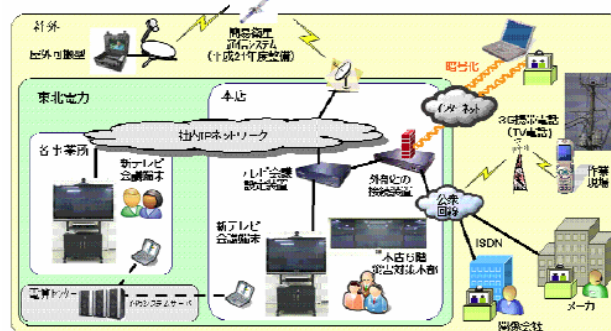 社外
屋外可搬型
簡易衛星
通信システム
(平成21年度整備)
暗号化
インターネット
3G携帯電話
(TV電話)
作業
現場
東北電力
本店
社内IPネットワーク
各事業所
新テレビ
会議端末
テレビ会議
設定装置
外部との
接続装置
公衆
回線
新テレビ
会議端末
本店6階
災害対策本部
ISDN
電算センター
関係会社
メーカ